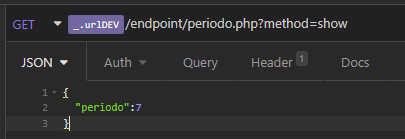 GET _.urlDEV /endpoint/periodo.php?method=show
JSON Auth Query Header 1 Docs
1 {
2 "periodo":7
3 }